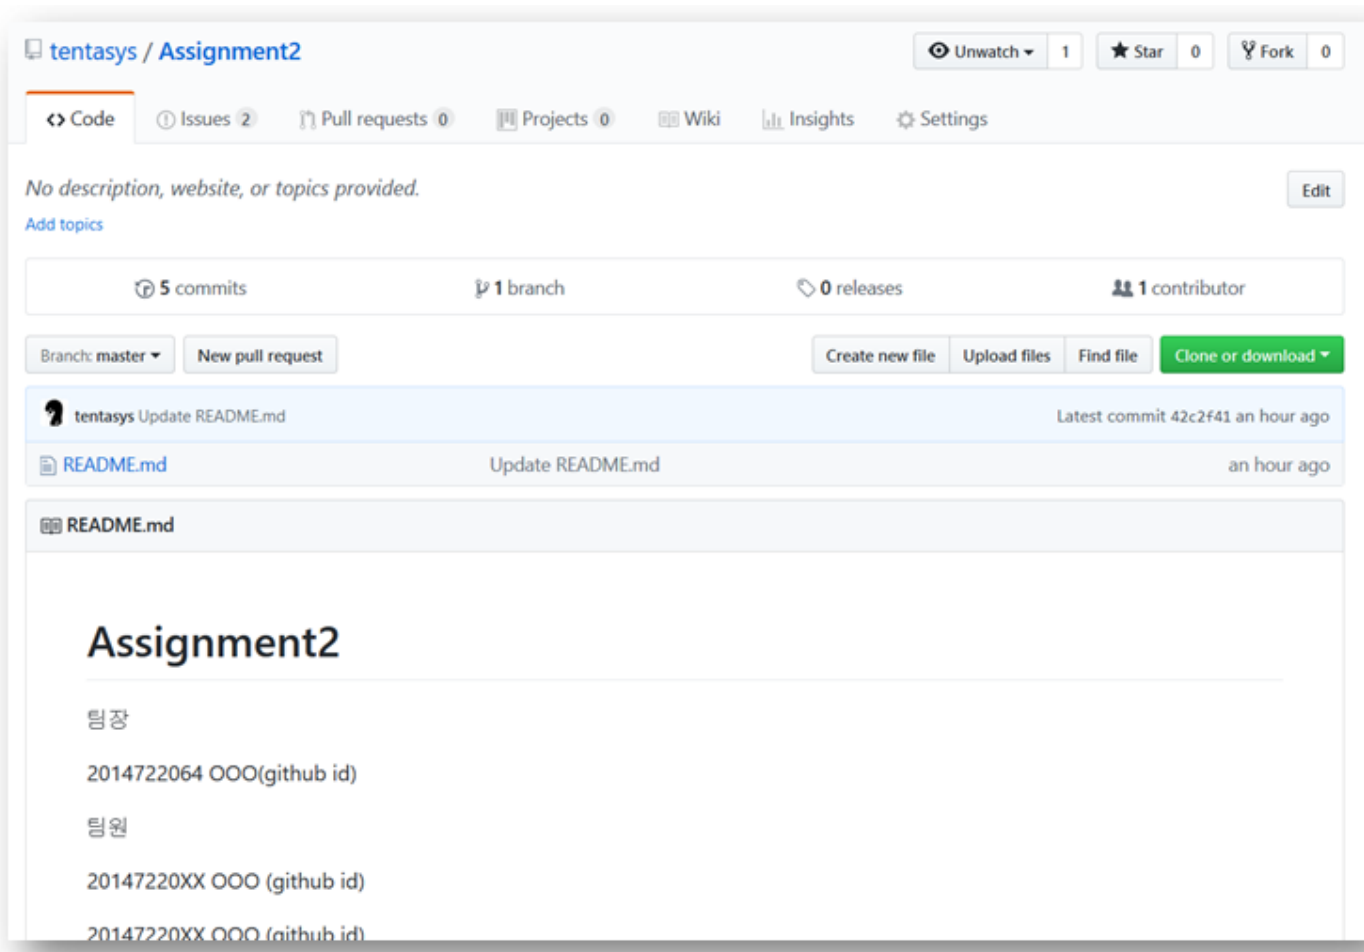 tentasys / Assignment2
Unwatch 1 Star 0 Fork 0
Code Issues 2 Pull requests 0 Projects 0 Wiki Insights Settings
No description, website, or topics provided.
Edit
Add topics
5 commits 1 branch 0 releases 1 contributor
Branch: master New pull request Create new file Upload files Find file Clone or download
tentasys Update README.md Latest commit 42c2f41 an hour ago
README.md Update README.md an hour ago
README.md
Assignment2
팀장
2014722064 OOO(github id)
팀원
20147220XX OOO (github id)
20147220XX OOO (github id)